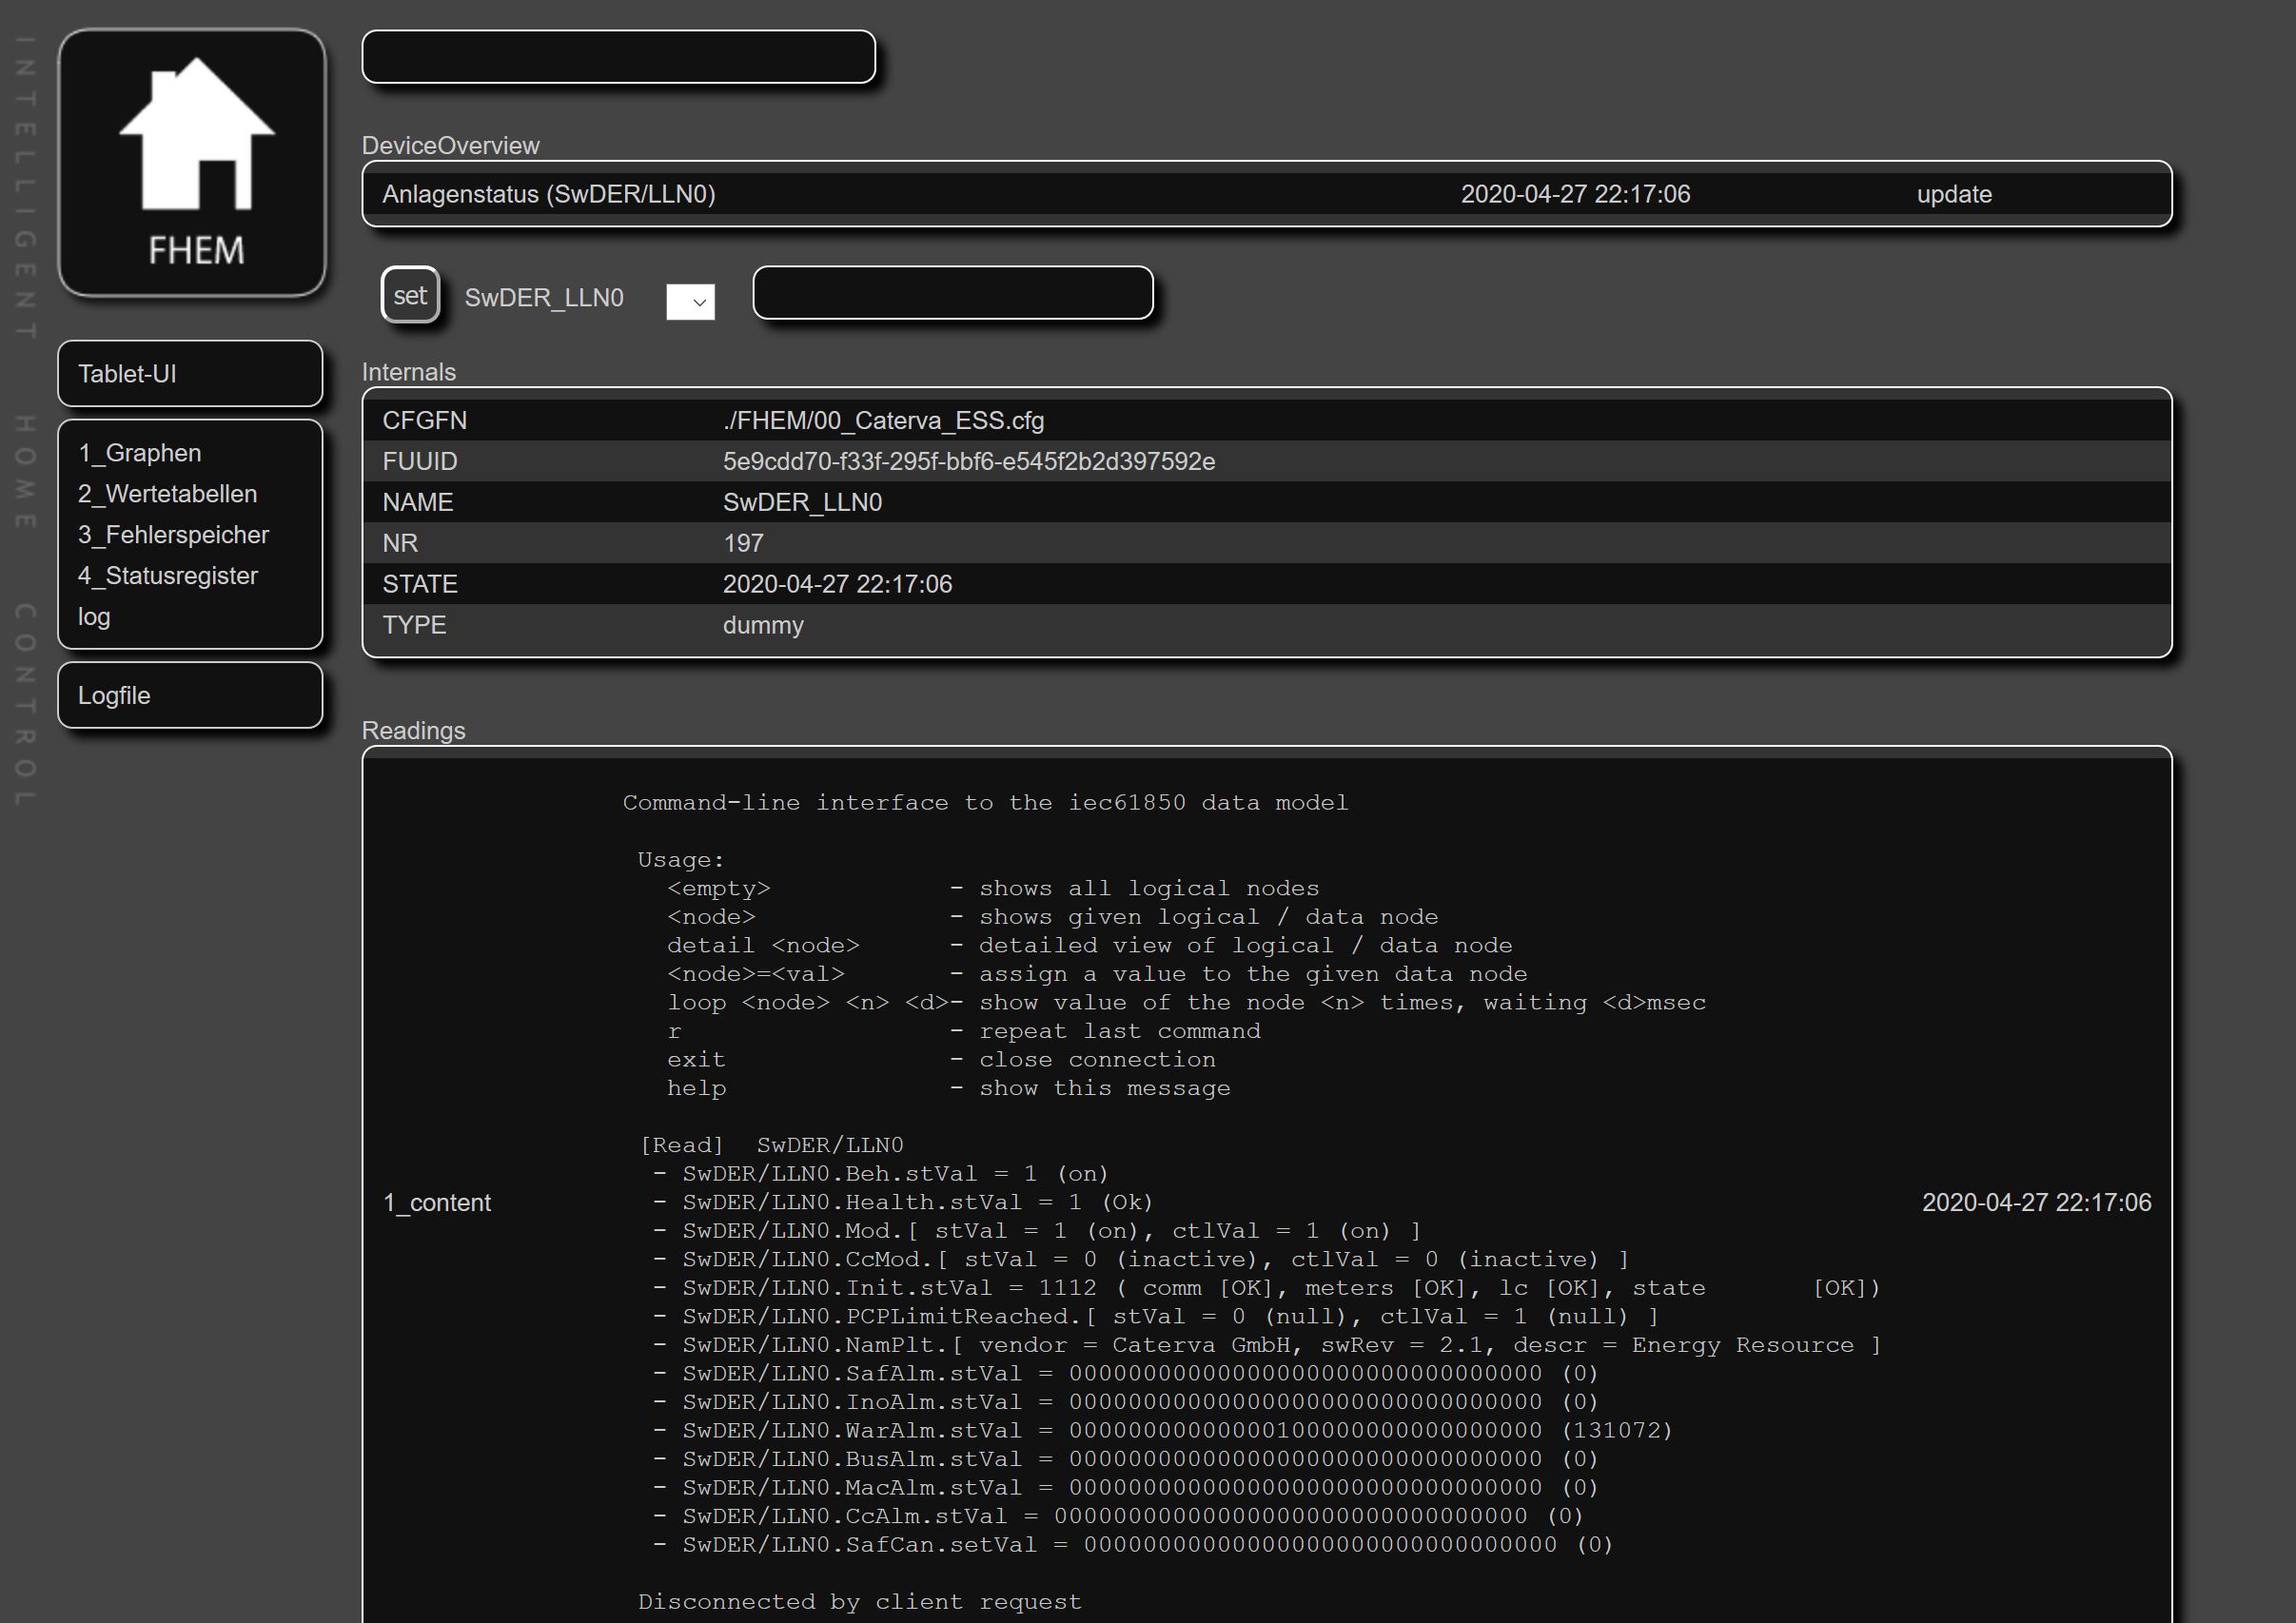 INTELLIGENT HOME CONTROL
FHEM
Tablet-UI
1_Graphen
2_Wertetabellen
3_Fehlerspeicher
4_Statusregister
log
Logfile
DeviceOverview
Anlagenstatus (SwDER/LLN0) 2020-04-27 22:17:06 update
set SwDER_LLN0
Internals
CFGFN ./FHEM/00_Caterva_ESS.cfg
FUUID 5e9cdd70-f33f-295f-bbf6-e545f2b2d397592e
NAME SwDER_LLN0
NR 197
STATE 2020-04-27 22:17:06
TYPE dummy
Readings
Command-line interface to the iec61850 data model
Usage:
<empty> - shows all logical nodes
<node> - shows given logical / data node
detail <node> - detailed view of logical / data node
<node>=<val> - assign a value to the given data node
loop <node> <n> <d>- show value of the node <n> times, waiting <d>msec
r - repeat last command
exit - close connection
help - show this message
[Read] SwDER/LLN0
- SwDER/LLN0.Beh.stVal = 1 (on)
1_content - SwDER/LLN0.Health.stVal = 1 (Ok) 2020-04-27 22:17:06
- SwDER/LLN0.Mod.[ stVal = 1 (on), ctlVal = 1 (on) ]
- SwDER/LLN0.CcMod.[ stVal = 0 (inactive), ctlVal = 0 (inactive) ]
- SwDER/LLN0.Init.stVal = 1112 ( comm [OK], meters [OK], lc [OK], state [OK])
- SwDER/LLN0.PCPLimitReached.[ stVal = 0 (null), ctlVal = 1 (null) ]
- SwDER/LLN0.NamPlt.[ vendor = Caterva GmbH, swRev = 2.1, descr = Energy Resource ]
- SwDER/LLN0.SafAlm.stVal = 00000000000000000000000000000000 (0)
- SwDER/LLN0.InoAlm.stVal = 00000000000000000000000000000000 (0)
- SwDER/LLN0.WarAlm.stVal = 00000000000000100000000000000000 (131072)
- SwDER/LLN0.BusAlm.stVal = 00000000000000000000000000000000 (0)
- SwDER/LLN0.MacAlm.stVal = 00000000000000000000000000000000 (0)
- SwDER/LLN0.CcAlm.stVal = 00000000000000000000000000000000 (0)
- SwDER/LLN0.SafCan.setVal = 00000000000000000000000000000000 (0)
Disconnected by client request